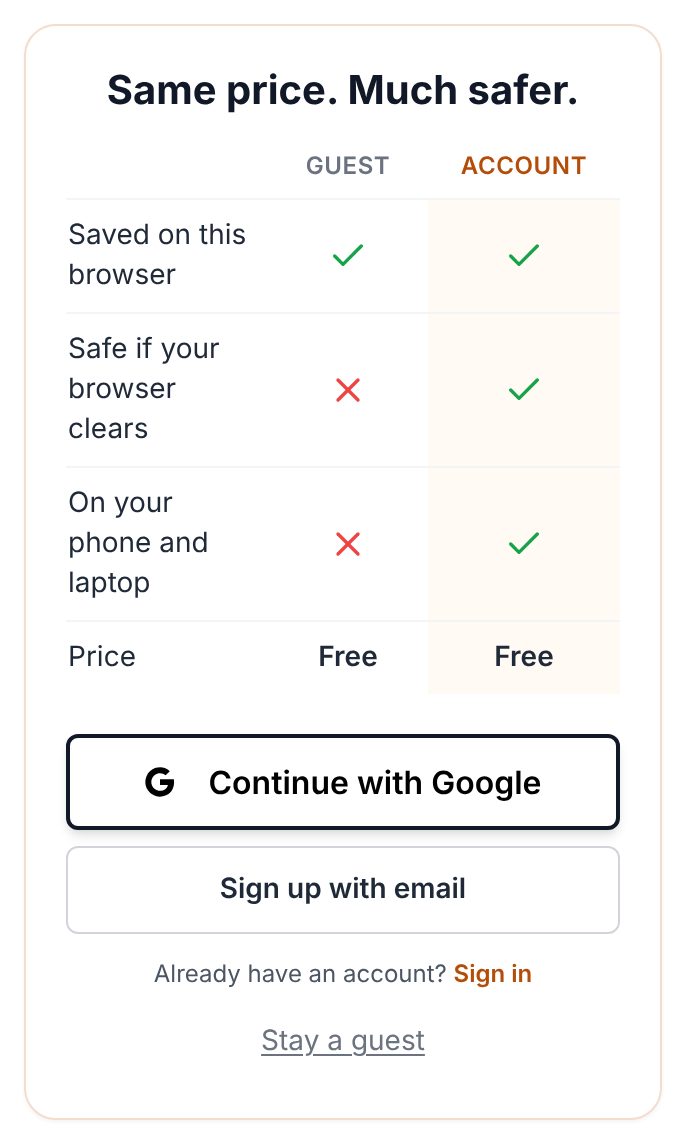 Same price. Much safer.
GUEST ACCOUNT
Saved on this
browser
Safe if your
browser
clears
On your
phone and
laptop
Price Free Free
Continue with Google
Sign up with email
Already have an account? Sign in
Stay a guest